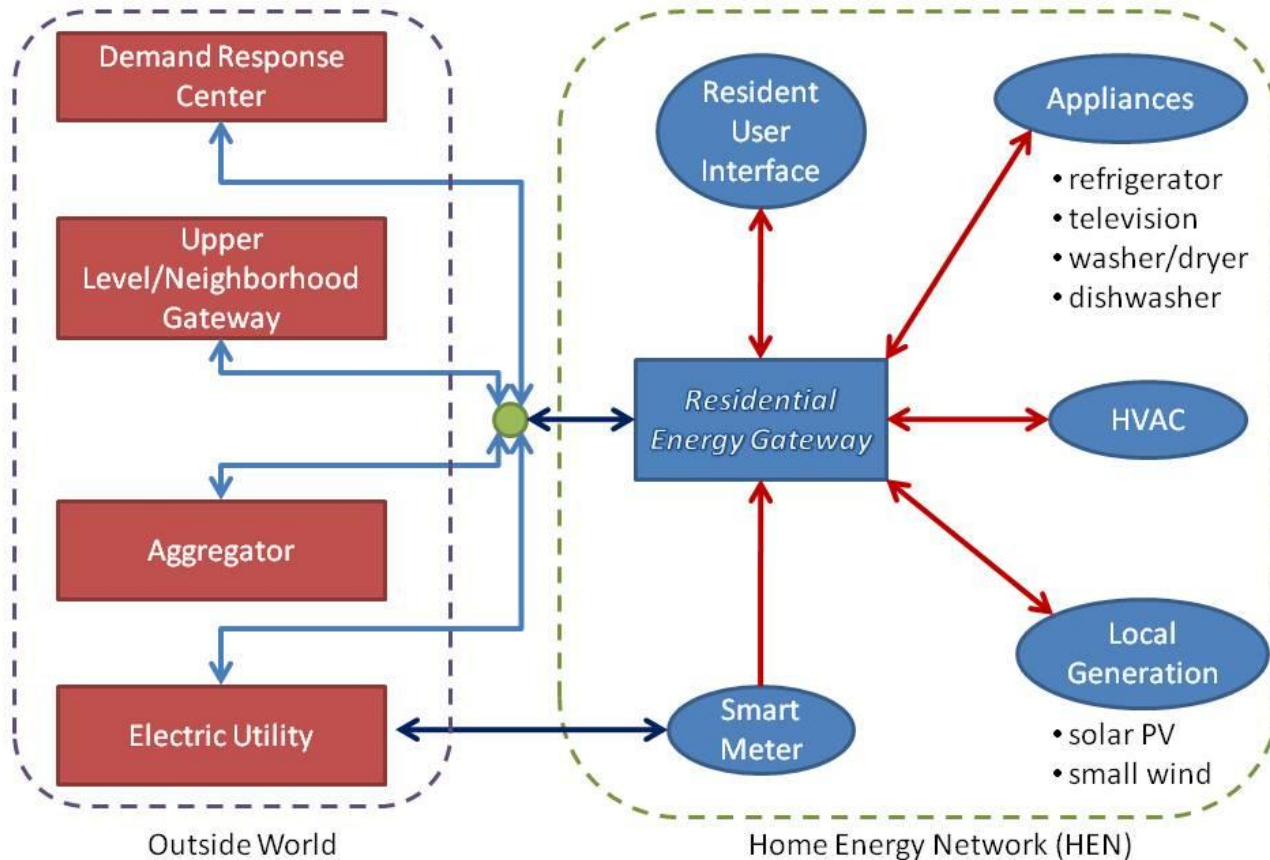 Demand Response
Center
Upper
Level/Neighborhood
Gateway
Aggregator
Electric Utility
Outside World
Resident
User
Interface
Appliances
• refrigerator
• television
• washer/dryer
• dishwasher
Residential
Energy Gateway
HVAC
Local
Generation
• solar PV
• small wind
Smart
Meter
Home Energy Network (HEN)